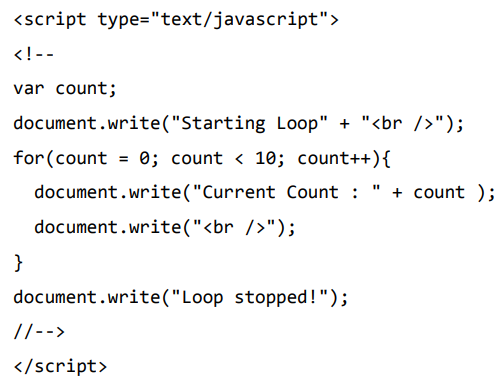 <script type="text/javascript">
<!--
var count;
document.write("Starting Loop" + "<br />");
for(count = 0; count < 10; count++){
  document.write("Current Count : " + count );
  document.write("<br />");
}
document.write("Loop stopped!");
//-->
</script>